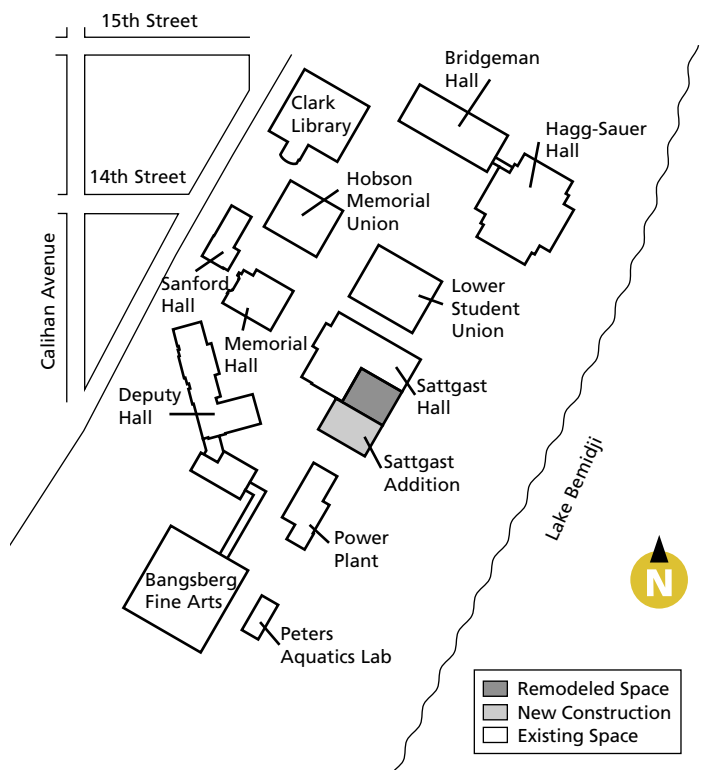 15th Street
Bridgeman
Hall
Clark
Library
Hagg-Sauer
Hall
14th Street
Hobson
Memorial
Union
Calihan Avenue
Sanford
Hall
Lower
Student
Union
Memorial
Hall
Deputy
Hall
Sattgast
Hall
Sattgast
Addition
Lake Bemidji
Power
Plant
N
Bangsberg
Fine Arts
Peters
Aquatics Lab
Remodeled Space
New Construction
Existing Space